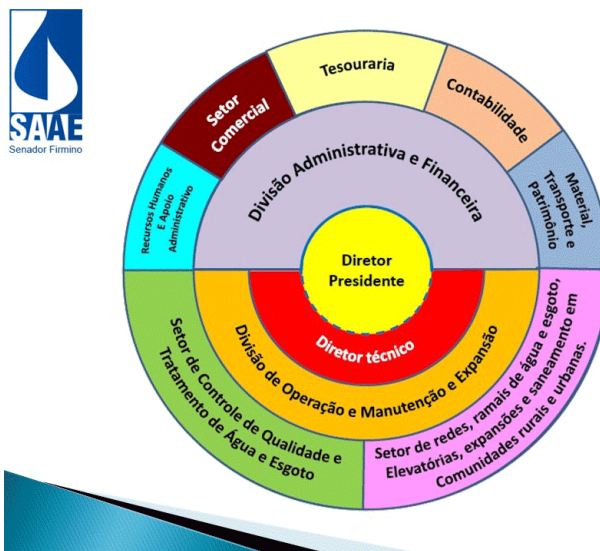 SAAE
Senador Firmino
Tesouraria
Setor
Comercial
Contabilidade
Recursos Humanos
E Apoio
Administrativo
Material,
Transporte e
Patrimônio
Divisão Administrativa e Financeira
Diretor
Presidente
Diretor técnico
Divisão de Operação e Manutenção e Expansão
Setor de Controle de Qualidade e
Tratamento de Água e Esgoto
Setor de redes, ramais de água e esgoto,
Elevatórias, expansões e saneamento em
Comunidades rurais e urbanas.